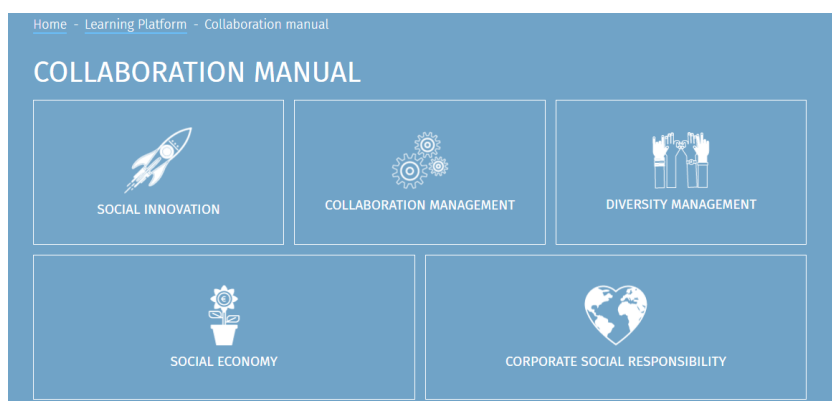 Home - Learning Platform - Collaboration manual
COLLABORATION MANUAL
SOCIAL INNOVATION
COLLABORATION MANAGEMENT
DIVERSITY MANAGEMENT
€
SOCIAL ECONOMY
CORPORATE SOCIAL RESPONSIBILITY